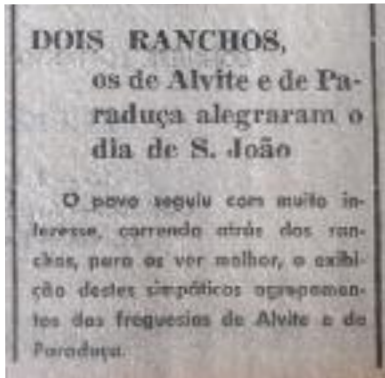 DOIS RANCHOS,
os de Alvite e de Pa-
raduça alegraram o
dia de S. João
O povo seguiu com muito in-
teresse, correndo atrás dos ran-
chos, para os ver melhor, a exibi-
ção destes simpáticos agrupamen-
tos das freguesias de Alvite e de
Paraduça.